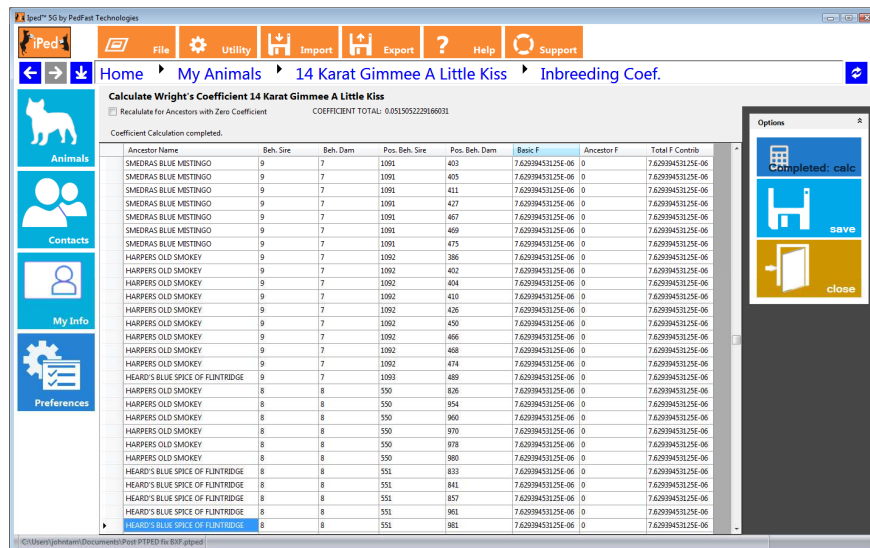 Iped™ 5G by PedFast Technologies
iPed
File Utility Import Export ? Help Support
Home My Animals 14 Karat Gimmee A Little Kiss Inbreeding Coef.
Calculate Wright's Coefficient 14 Karat Gimmee A Little Kiss
Recalulate for Ancestors with Zero Coefficient COEFFICIENT TOTAL: 0.0515052229166031
Coefficient Calculation completed.
Ancestor Name Beh. Sire Beh. Dam Pos. Beh. Sire Pos. Beh. Dam Basic F Ancestor F Total F Contrib
SMEDRAS BLUE MISTINGO 9 7 1091 403 7.62939453125E-06 0 7.62939453125E-06
SMEDRAS BLUE MISTINGO 9 7 1091 405 7.62939453125E-06 0 7.62939453125E-06
SMEDRAS BLUE MISTINGO 9 7 1091 411 7.62939453125E-06 0 7.62939453125E-06
SMEDRAS BLUE MISTINGO 9 7 1091 427 7.62939453125E-06 0 7.62939453125E-06
SMEDRAS BLUE MISTINGO 9 7 1091 467 7.62939453125E-06 0 7.62939453125E-06
SMEDRAS BLUE MISTINGO 9 7 1091 469 7.62939453125E-06 0 7.62939453125E-06
SMEDRAS BLUE MISTINGO 9 7 1091 475 7.62939453125E-06 0 7.62939453125E-06
HARPERS OLD SMOKEY 9 7 1092 386 7.62939453125E-06 0 7.62939453125E-06
HARPERS OLD SMOKEY 9 7 1092 402 7.62939453125E-06 0 7.62939453125E-06
HARPERS OLD SMOKEY 9 7 1092 404 7.62939453125E-06 0 7.62939453125E-06
HARPERS OLD SMOKEY 9 7 1092 410 7.62939453125E-06 0 7.62939453125E-06
HARPERS OLD SMOKEY 9 7 1092 426 7.62939453125E-06 0 7.62939453125E-06
HARPERS OLD SMOKEY 9 7 1092 450 7.62939453125E-06 0 7.62939453125E-06
HARPERS OLD SMOKEY 9 7 1092 466 7.62939453125E-06 0 7.62939453125E-06
HARPERS OLD SMOKEY 9 7 1092 468 7.62939453125E-06 0 7.62939453125E-06
HARPERS OLD SMOKEY 9 7 1092 474 7.62939453125E-06 0 7.62939453125E-06
HEARD'S BLUE SPICE OF FLINTRIDGE 9 7 1093 489 7.62939453125E-06 0 7.62939453125E-06
HARPERS OLD SMOKEY 8 8 550 826 7.62939453125E-06 0 7.62939453125E-06
HARPERS OLD SMOKEY 8 8 550 954 7.62939453125E-06 0 7.62939453125E-06
HARPERS OLD SMOKEY 8 8 550 960 7.62939453125E-06 0 7.62939453125E-06
HARPERS OLD SMOKEY 8 8 550 970 7.62939453125E-06 0 7.62939453125E-06
HARPERS OLD SMOKEY 8 8 550 978 7.62939453125E-06 0 7.62939453125E-06
HARPERS OLD SMOKEY 8 8 550 980 7.62939453125E-06 0 7.62939453125E-06
HEARD'S BLUE SPICE OF FLINTRIDGE 8 8 551 833 7.62939453125E-06 0 7.62939453125E-06
HEARD'S BLUE SPICE OF FLINTRIDGE 8 8 551 841 7.62939453125E-06 0 7.62939453125E-06
HEARD'S BLUE SPICE OF FLINTRIDGE 8 8 551 857 7.62939453125E-06 0 7.62939453125E-06
HEARD'S BLUE SPICE OF FLINTRIDGE 8 8 551 961 7.62939453125E-06 0 7.62939453125E-06
HEARD'S BLUE SPICE OF FLINTRIDGE 8 8 551 981 7.62939453125E-06 0 7.62939453125E-06
Animals
Contacts
My Info
Preferences
Options
Completed: calc
save
close
C:\Users\johntam\Documents\Post PTPED fix BXF.ptped